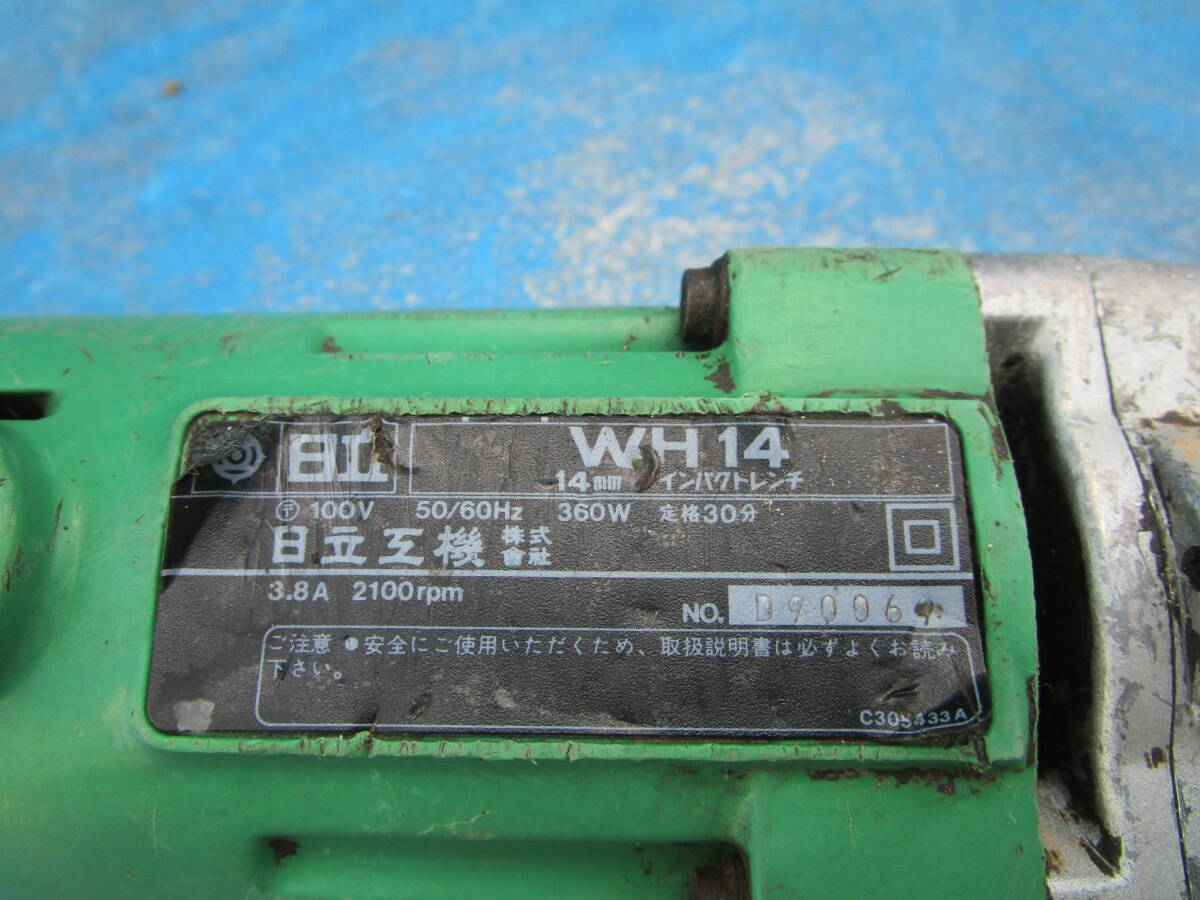 日立 WH14
14mm インパクトレンチ
〒 100V 50/60Hz 360W 定格30分
日立工機 株式會社
3.8A 2100rpm
NO. D90064
ご注意 ●安全にご使用いただくため、取扱説明書は必ずよくお読み
下さい。